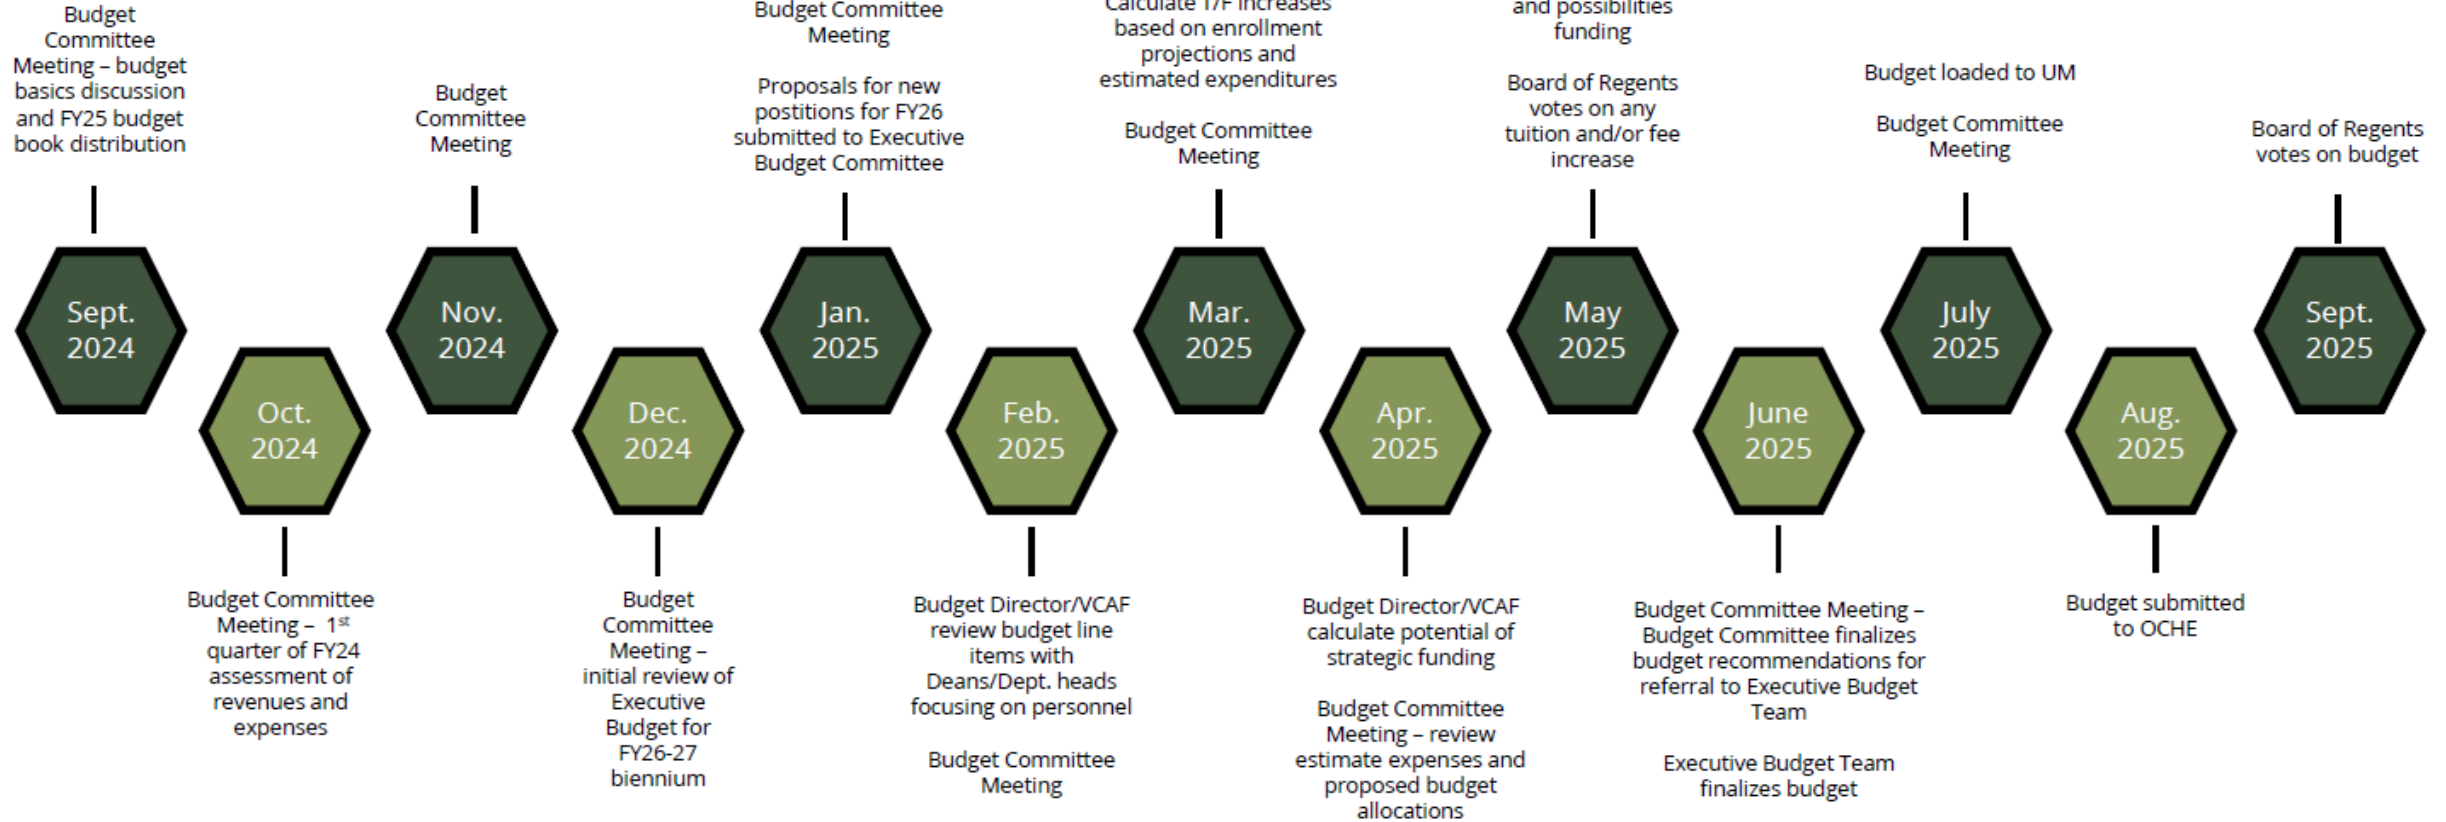 Budget
Committee
Meeting – budget
basics discussion
and FY25 budget
book distribution
Sept.
2024
Oct.
2024
Budget Committee
Meeting – 1st
quarter of FY24
assessment of
revenues and
expenses
Budget
Committee
Meeting
Nov.
2024
Dec.
2024
Budget
Committee
Meeting –
initial review of
Executive
Budget for
FY26-27
biennium
Budget Committee
Meeting
Proposals for new
postitions for FY26
submitted to Executive
Budget Committee
Jan.
2025
Feb.
2025
Budget Director/VCAF
review budget line
items with
Deans/Dept. heads
focusing on personnel
Budget Committee
Meeting
Calculate T/F increases
based on enrollment
projections and
estimated expenditures
Budget Committee
Meeting
Mar.
2025
Apr.
2025
Budget Director/VCAF
calculate potential of
strategic funding
Budget Committee
Meeting – review
estimate expenses and
proposed budget
allocations
and possibilities
funding
Board of Regents
votes on any
tuition and/or fee
increase
May
2025
June
2025
Budget Committee Meeting –
Budget Committee finalizes
budget recommendations for
referral to Executive Budget
Team
Executive Budget Team
finalizes budget
Budget loaded to UM
Budget Committee
Meeting
July
2025
Aug.
2025
Budget submitted
to OCHE
Board of Regents
votes on budget
Sept.
2025